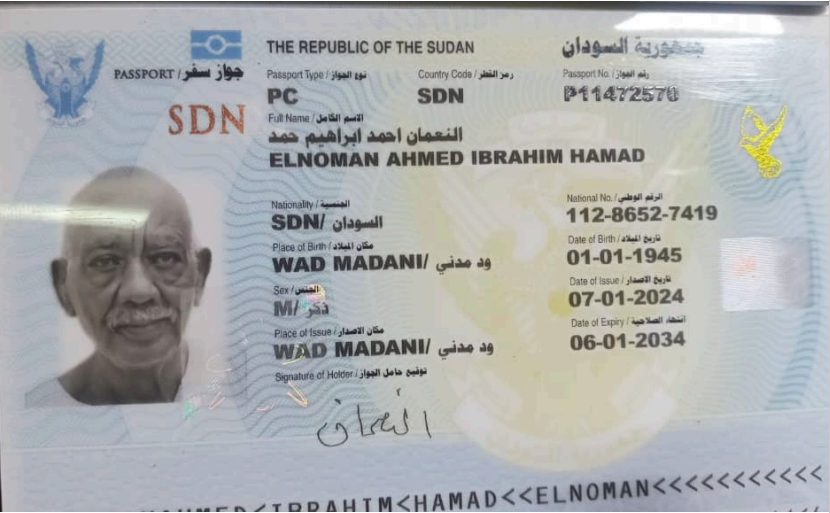 THE REPUBLIC OF THE SUDAN جمهورية السودان
PASSPORT / جواز سفر
Passport Type / نوع الجواز Country Code / رمز القطر Passport No. / رقم الجواز
PC SDN P11472570
SDN
Full Name / الاسم الكامل
النعمان احمد ابراهيم حمد
ELNOMAN AHMED IBRAHIM HAMAD
Nationality / الجنسية National No. / الرقم الوطني
SDN/ السودان 112-8652-7419
Place of Birth / مكان الميلاد Date of Birth / تاريخ الميلاد
WAD MADANI/ ود مدني 01-01-1945
Sex / الجنس Date of Issue / تاريخ الاصدار
M/ ذكر 07-01-2024
Place of Issue / مكان الاصدار Date of Expiry / انتهاء الصلاحية
WAD MADANI/ ود مدني 06-01-2034
Signature of Holder / توقيع حامل الجواز
النعمان
IBRAHIM<HAMAD<<ELNOMAN<<<<<<<<<<<